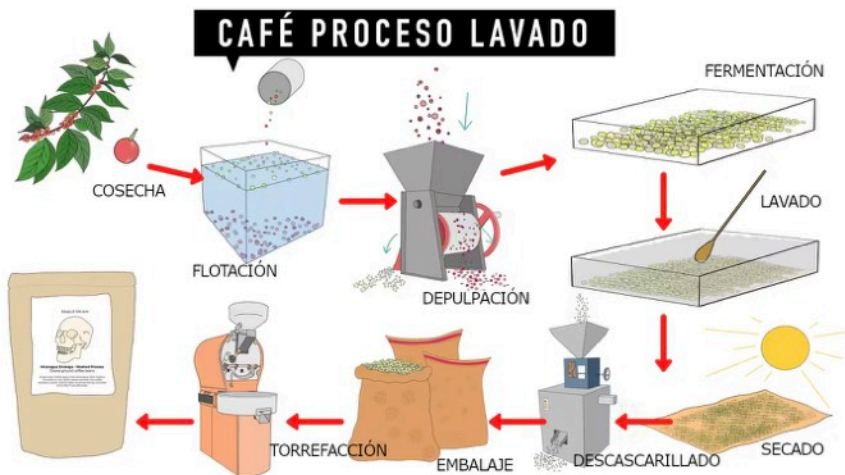 CAFÉ PROCESO LAVADO
COSECHA
FLOTACIÓN
DEPULPACIÓN
FERMENTACIÓN
LAVADO
SECADO
DESCASCARILLADO
EMBALAJE
TORREFACCIÓN